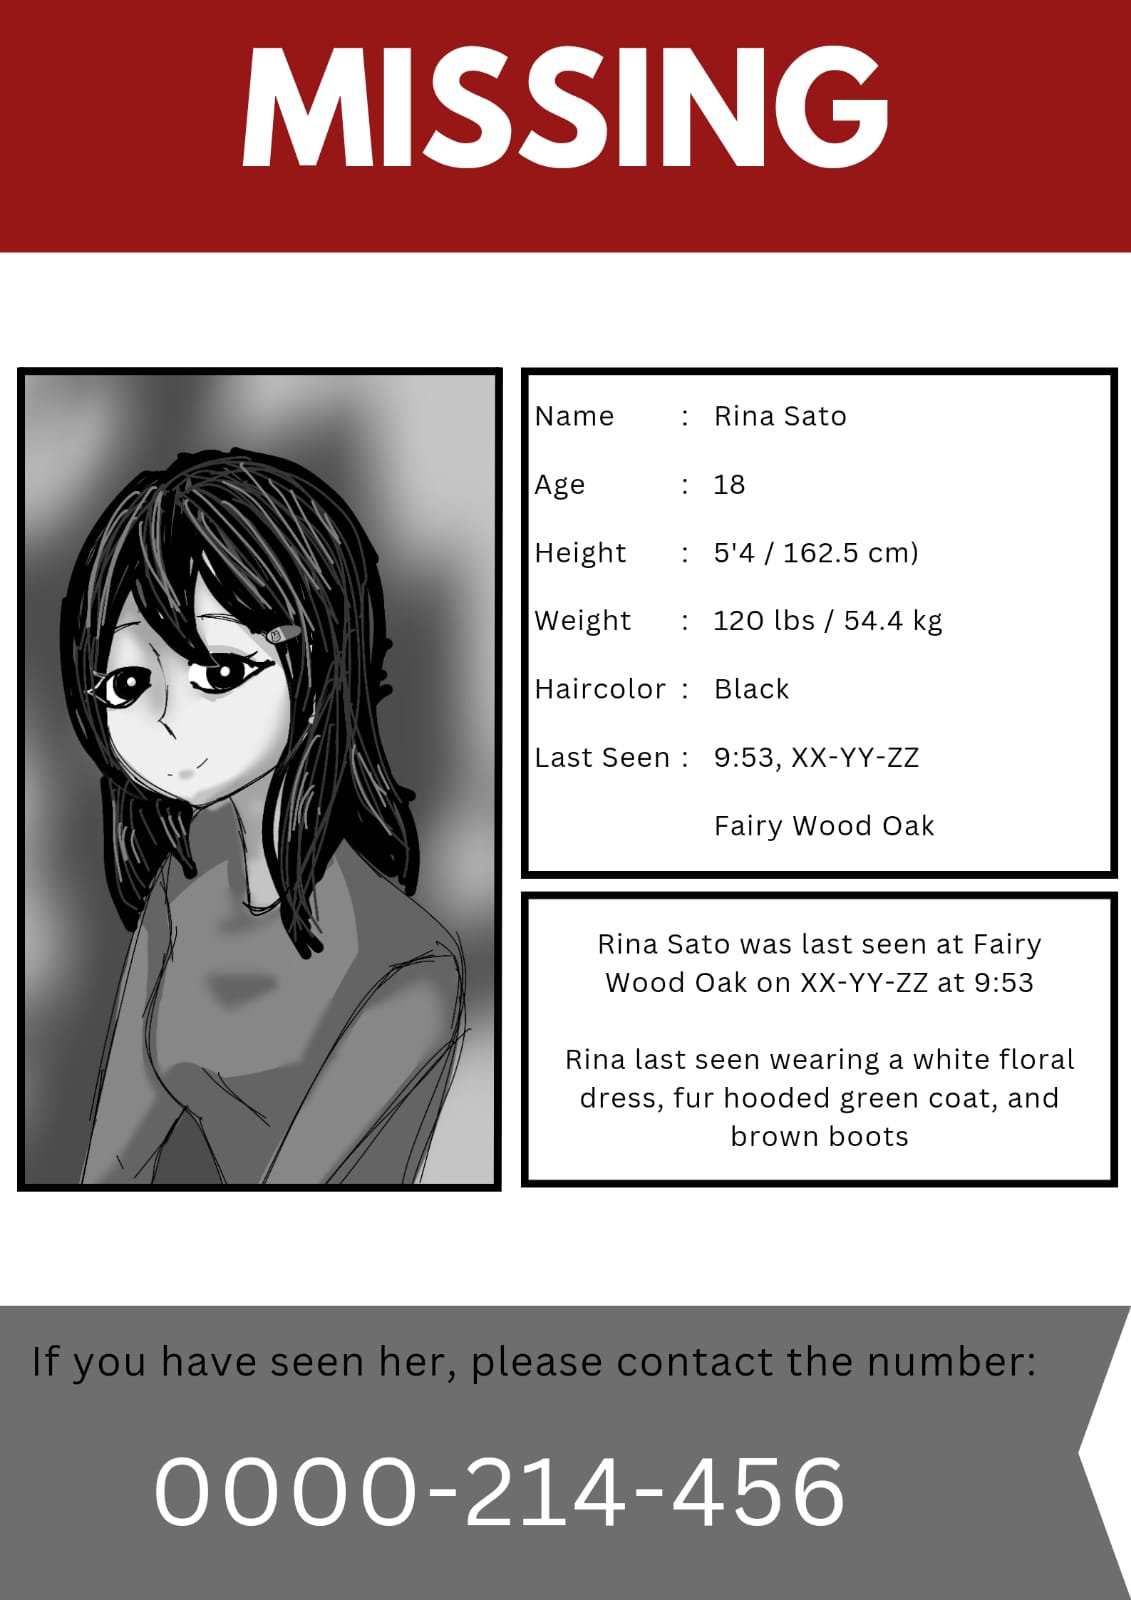 MISSING
Name : Rina Sato
Age : 18
Height : 5'4 / 162.5 cm)
Weight : 120 lbs / 54.4 kg
Haircolor : Black
Last Seen : 9:53, XX-YY-ZZ
Fairy Wood Oak
Rina Sato was last seen at Fairy
Wood Oak on XX-YY-ZZ at 9:53
Rina last seen wearing a white floral
dress, fur hooded green coat, and
brown boots
If you have seen her, please contact the number:
0000-214-456